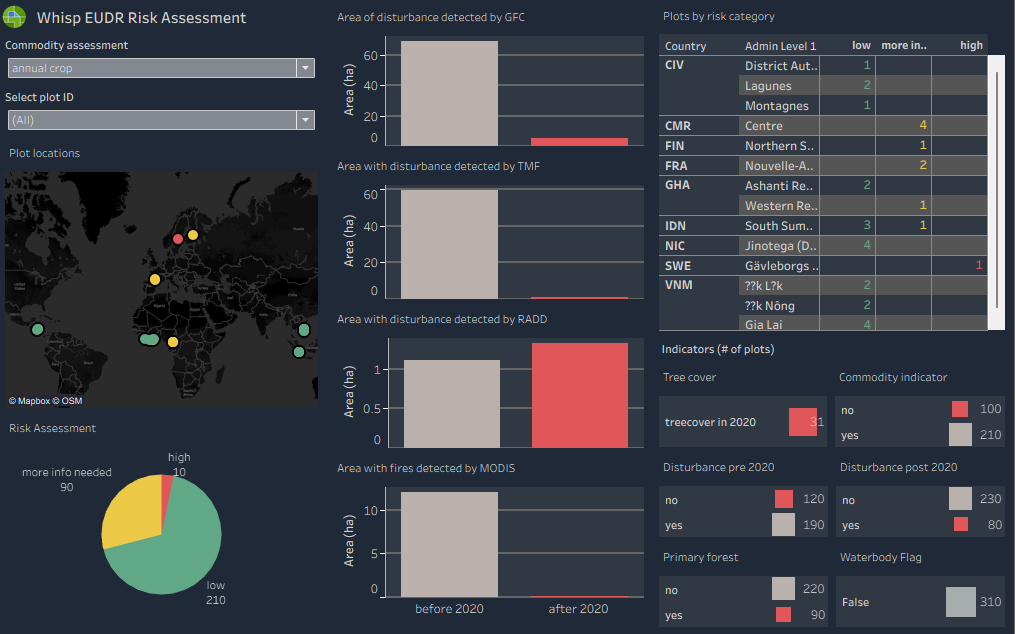 Whisp EUDR Risk Assessment
Commodity assessment
annual crop
Select plot ID
(All)
Plot locations
© Mapbox © OSM
Risk Assessment
high
10
more info needed
90
low
210
Area of disturbance detected by GFC
Area (ha)
60
40
20
0
Area with disturbance detected by TMF
Area (ha)
60
40
20
0
Area with disturbance detected by RADD
Area (ha)
1
0.5
0
Area with fires detected by MODIS
Area (ha)
10
5
0
before 2020 after 2020
Plots by risk category
Country Admin Level 1 low more in.. high
CIV District Aut.. 1
Lagunes 2
Montagnes 1
CMR Centre 4
FIN Northern S.. 1
FRA Nouvelle-A.. 2
GHA Ashanti Re.. 2
Western Re.. 1
IDN South Sum.. 3 1
NIC Jinotega (D.. 4
SWE Gävleborgs .. 1
VNM ??k L?k 2
??k Nông 2
Gia Lai 4
Indicators (# of plots)
Tree cover
treecover in 2020 31
Commodity indicator
no 100
yes 210
Disturbance pre 2020
no 120
yes 190
Disturbance post 2020
no 230
yes 80
Primary forest
no 220
yes 90
Waterbody Flag
False 310